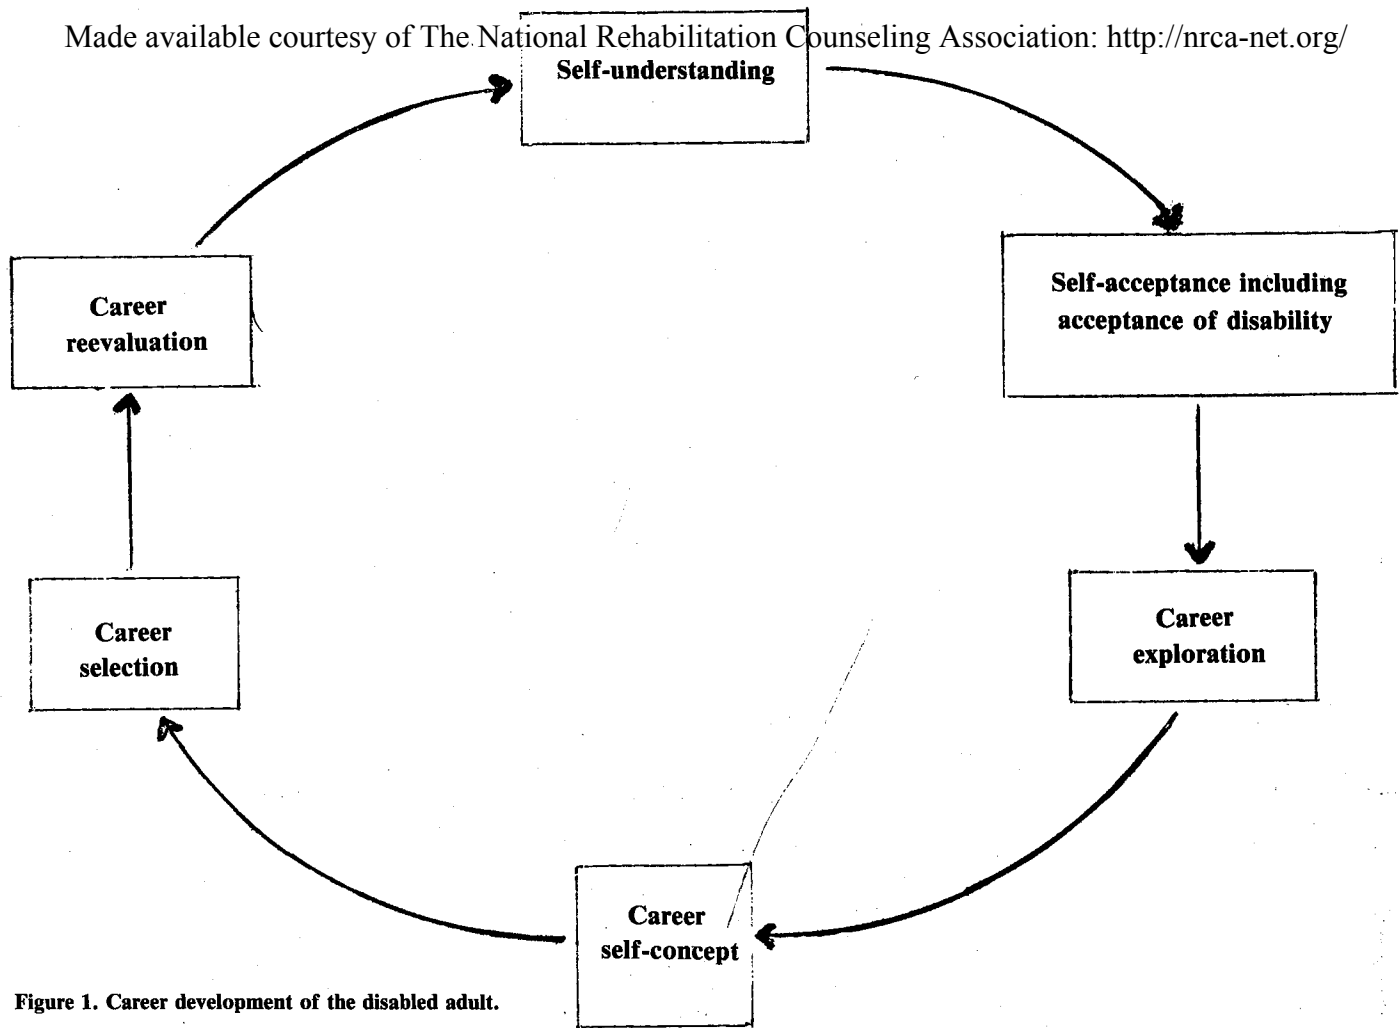 Made available courtesy of The National Rehabilitation Counseling Association: http://nrca-net.org/
Self-understanding
Self-acceptance including
acceptance of disability
Career
exploration
Career
self-concept
Career
selection
Career
reevaluation
Figure 1. Career development of the disabled adult.